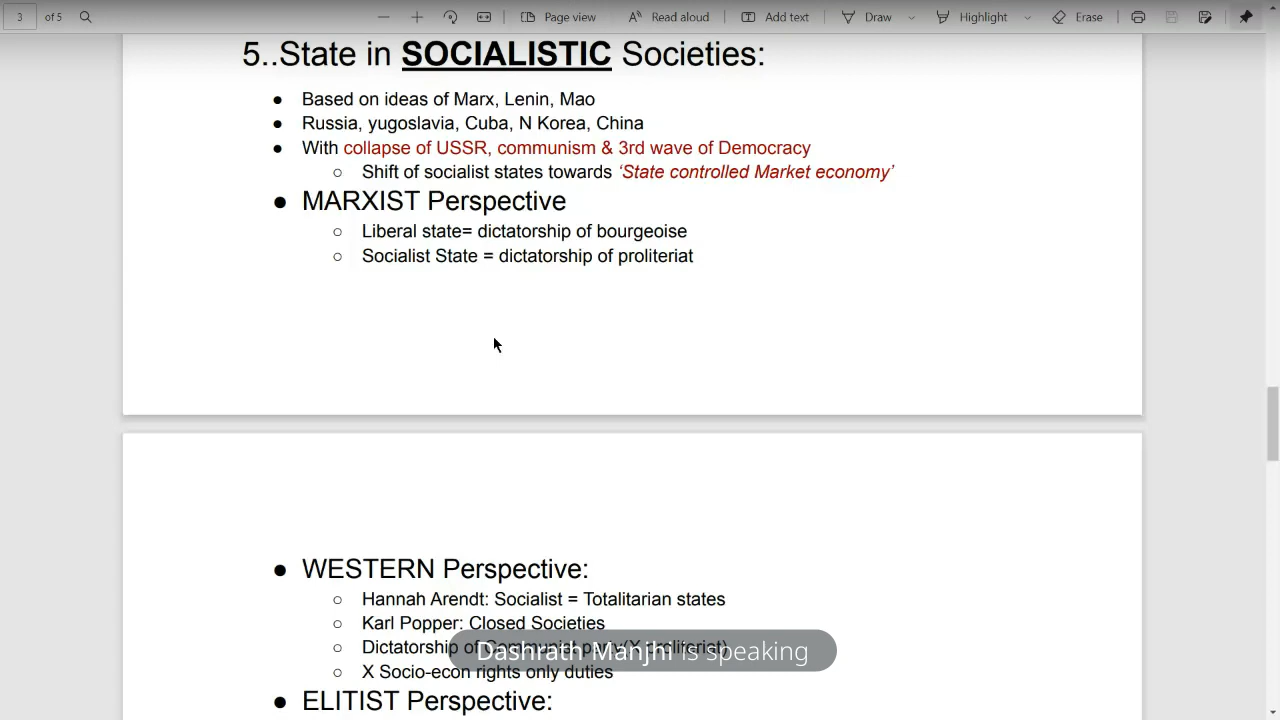 3 of 5 Page view Read aloud Add text Draw Highlight Erase
5..State in SOCIALISTIC Societies:
● Based on ideas of Marx, Lenin, Mao
● Russia, yugoslavia, Cuba, N Korea, China
● With collapse of USSR, communism & 3rd wave of Democracy
○ Shift of socialist states towards ‘State controlled Market economy’
● MARXIST Perspective
○ Liberal state= dictatorship of bourgeoise
○ Socialist State = dictatorship of proliteriat
● WESTERN Perspective:
○ Hannah Arendt: Socialist = Totalitarian states
○ Karl Popper: Closed Societies
○ Dictatorship of Communist party(X proliteriat)
Dashrath Manjhi is speaking
○ X Socio-econ rights only duties
● ELITIST Perspective: